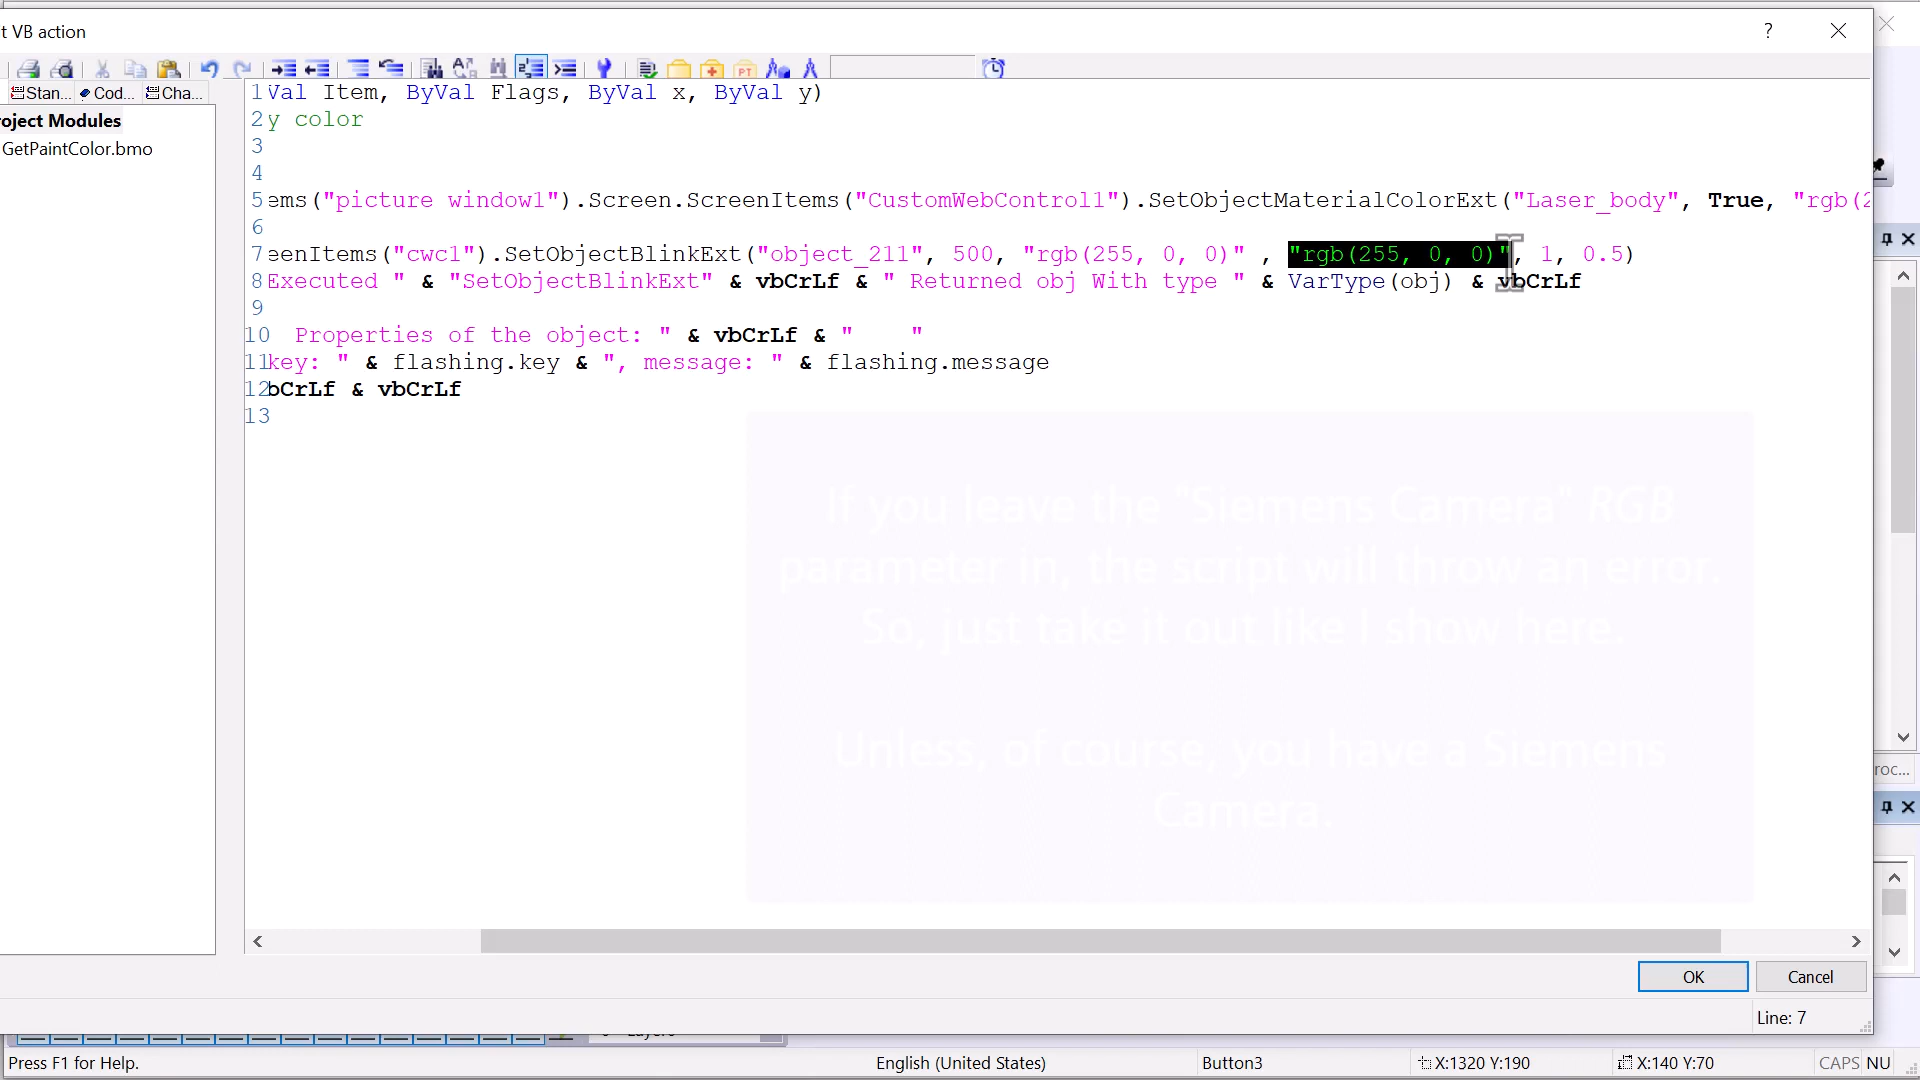 t VB action
?
Stan... Cod... Cha...
roject Modules
GetPaintColor.bmo
1 Val Item, ByVal Flags, ByVal x, ByVal y)
2 y color
3
4
5 ems("picture window1").Screen.ScreenItems("CustomWebControl1").SetObjectMaterialColorExt("Laser_body", True, "rgb(2
6
7 eenItems("cwc1").SetObjectBlinkExt("object_211", 500, "rgb(255, 0, 0)" , "rgb(255, 0, 0)", 1, 0.5)
8 Executed " & "SetObjectBlinkExt" & vbCrLf & " Returned obj With type " & VarType(obj) & vbCrLf
9
10 Properties of the object: " & vbCrLf & " "
11 key: " & flashing.key & ", message: " & flashing.message
12 bCrLf & vbCrLf
13
If you leave the "Siemens Camera" RGB
parameter in, the script will throw an error.
So, just take it out like I show here.
Unless, of course, you have a Siemens
Camera.
roc...
OK Cancel
Line: 7
Press F1 for Help. English (United States) Button3 X:1320 Y:190 X:140 Y:70 CAPS NU